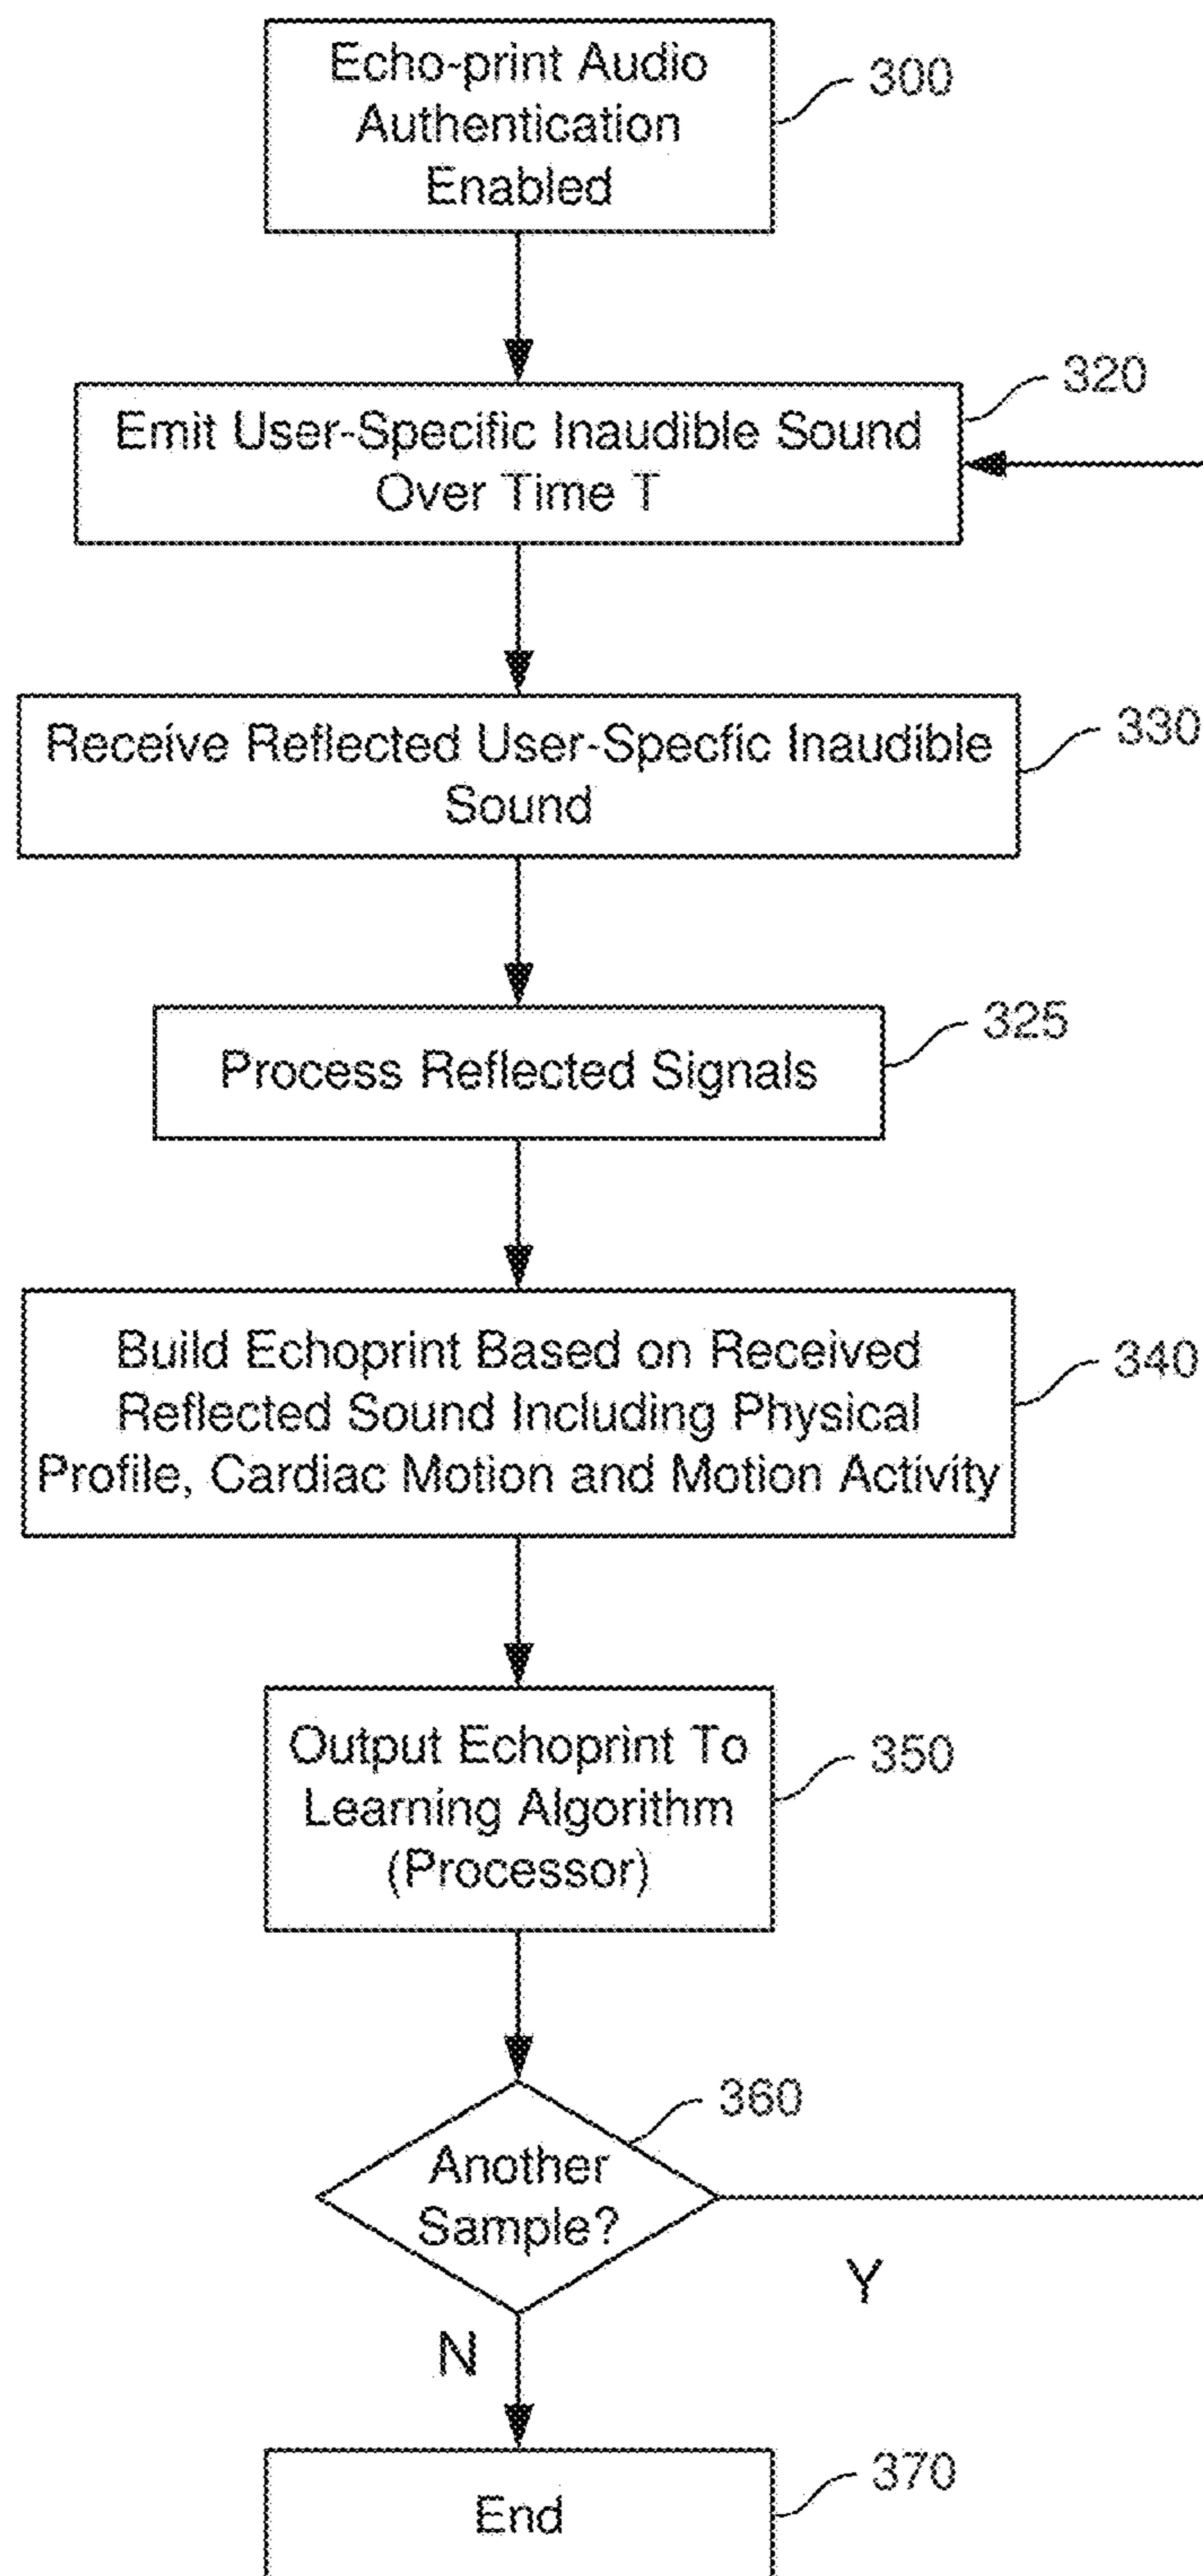 Echo-print Audio
Authentication
Enabled
300
Emit User-Specific Inaudible Sound
Over Time T
320
Receive Reflected User-Specfic Inaudible
Sound
330
Process Reflected Signals
325
Build Echoprint Based on Received
Reflected Sound Including Physical
Profile, Cardiac Motion and Motion Activity
340
Output Echoprint To
Learning Algorithm
(Processor)
350
Another
Sample?
360
Y
N
End
370